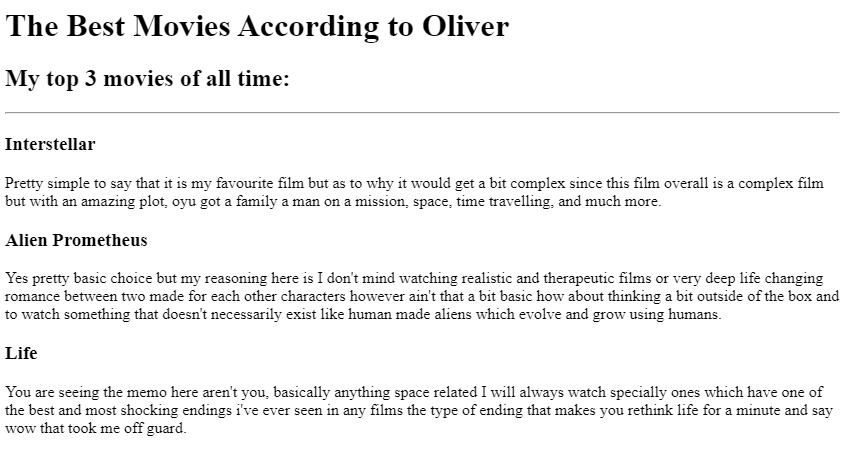 The Best Movies According to Oliver
My top 3 movies of all time:
Interstellar
Pretty simple to say that it is my favourite film but as to why it would get a bit complex since this film overall is a complex film
but with an amazing plot, oyu got a family a man on a mission, space, time travelling, and much more.
Alien Prometheus
Yes pretty basic choice but my reasoning here is I don't mind watching realistic and therapeutic films or very deep life changing
romance between two made for each other characters however ain't that a bit basic how about thinking a bit outside of the box and
to watch something that doesn't necessarily exist like human made aliens which evolve and grow using humans.
Life
You are seeing the memo here aren't you, basically anything space related I will always watch specially ones which have one of
the best and most shocking endings i've ever seen in any films the type of ending that makes you rethink life for a minute and say
wow that took me off guard.